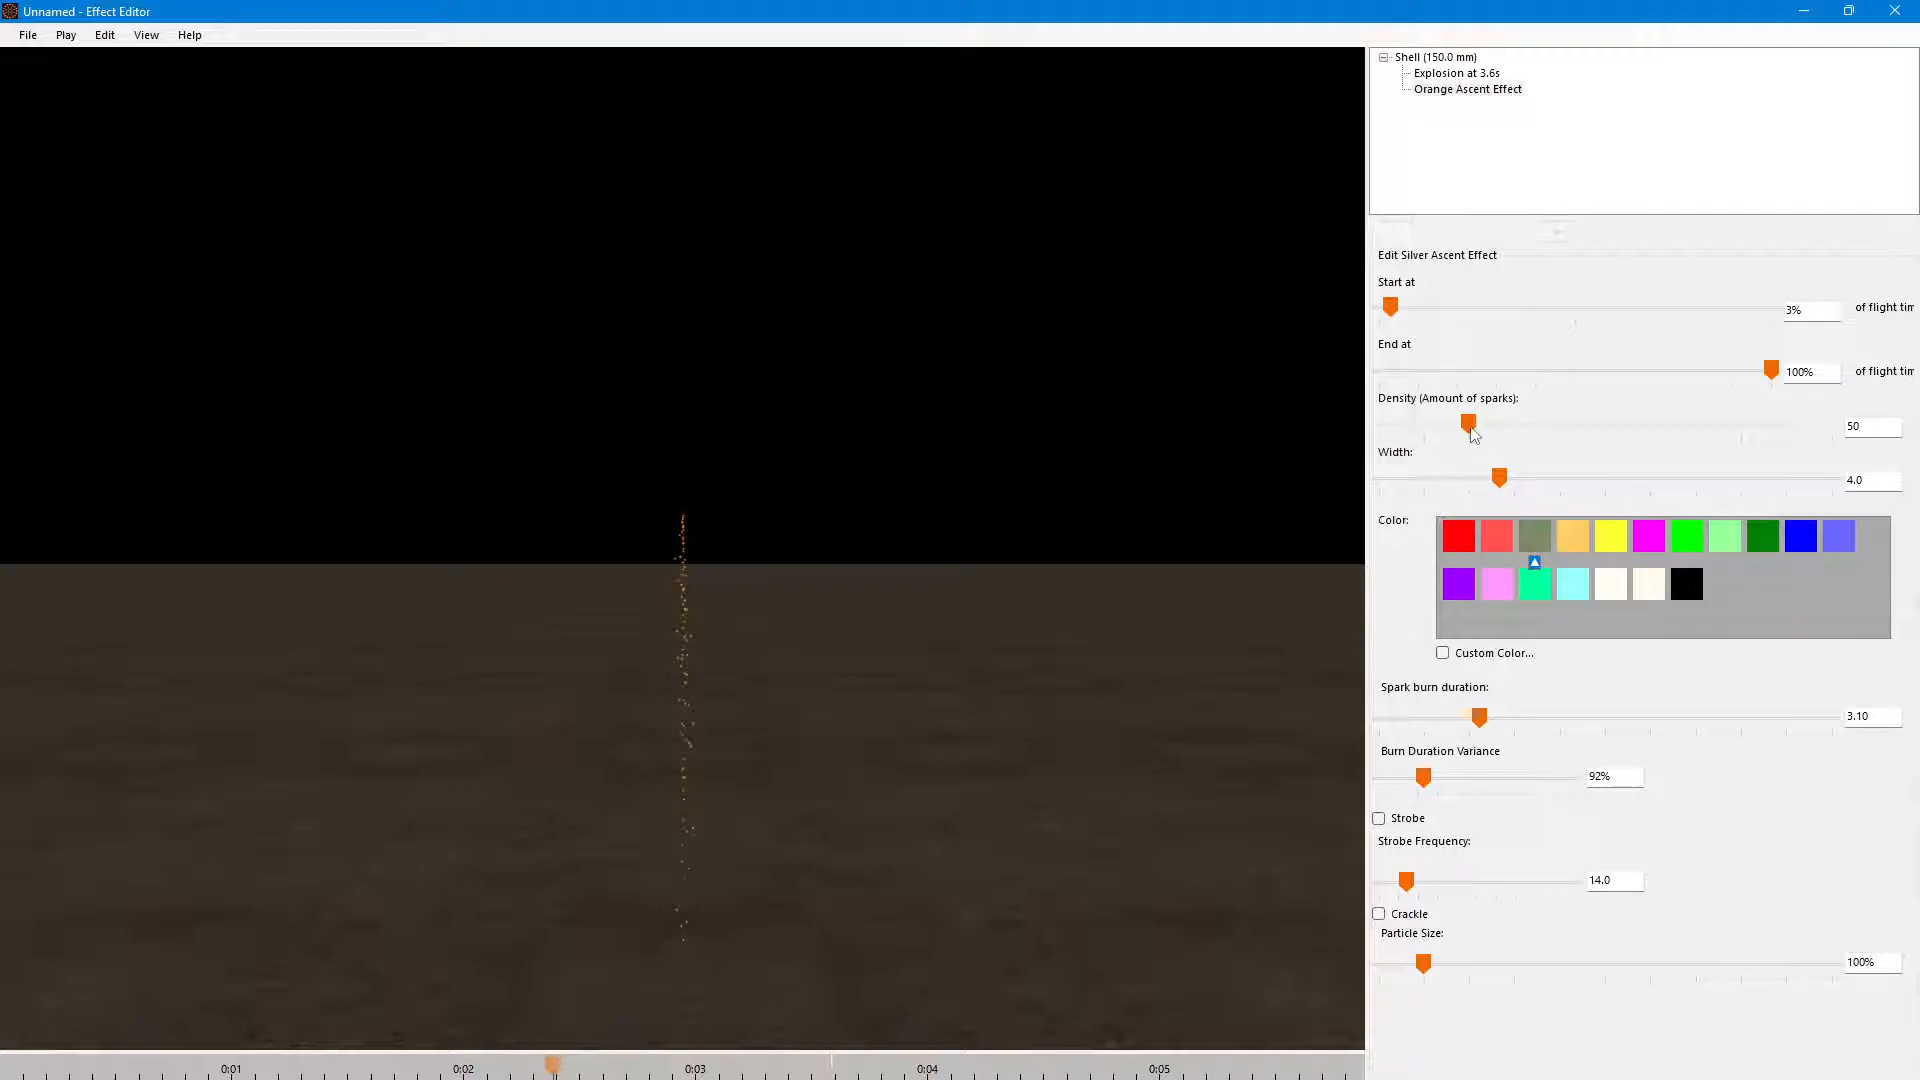 Unnamed - Effect Editor
File Play Edit View Help
Shell (150.0 mm)
Explosion at 3.6s
Orange Ascent Effect
Edit Silver Ascent Effect
Start at
3% of flight tim
End at
100% of flight tim
Density (Amount of sparks):
50
Width:
4.0
Color:
Custom Color...
Spark burn duration:
3.10
Burn Duration Variance
92%
Strobe
Strobe Frequency:
14.0
Crackle
Particle Size:
100%
0:01 0:02 0:03 0:04 0:05